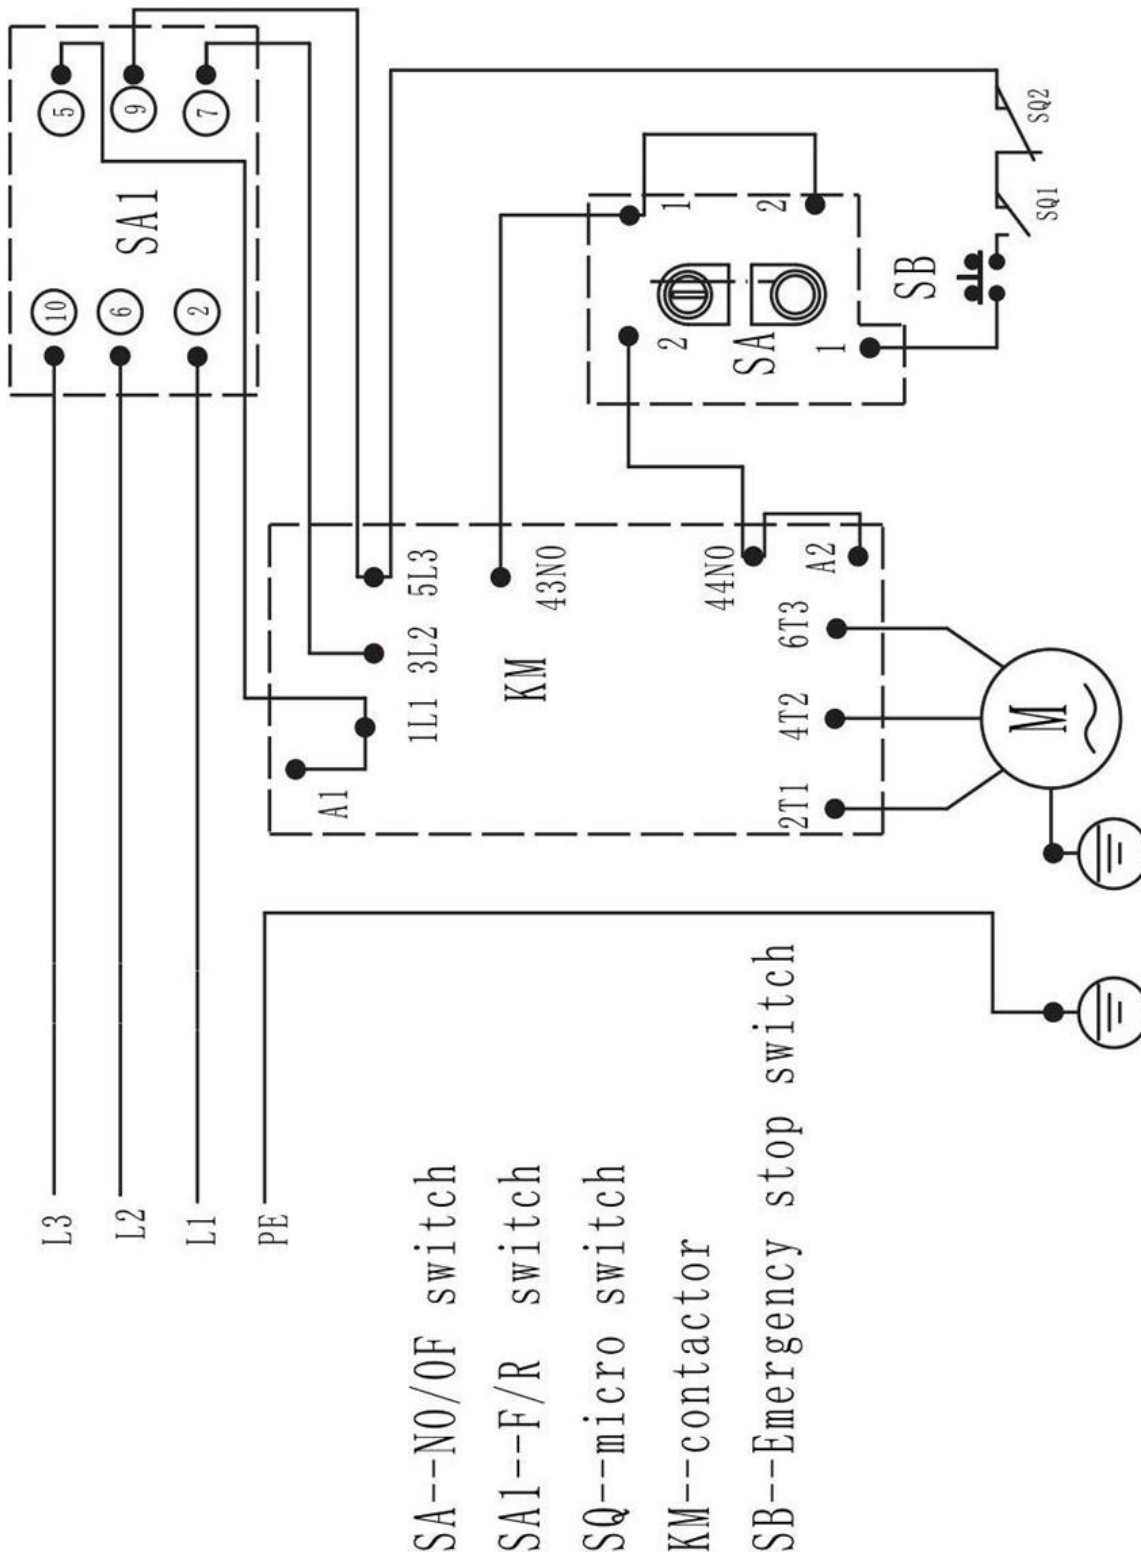 L3
10
5
L2
6
9
SA1
L1
2
7
PE
A1
1L1 3L2 5L3
KM
43NO
44NO
2T1 4T2 6T3
A2
2
1
SA
1
2
SB
SQ1
SQ2
M
SA--NO/OF switch
SA1--F/R switch
SQ--micro switch
KM--contactor
SB--Emergency stop switch